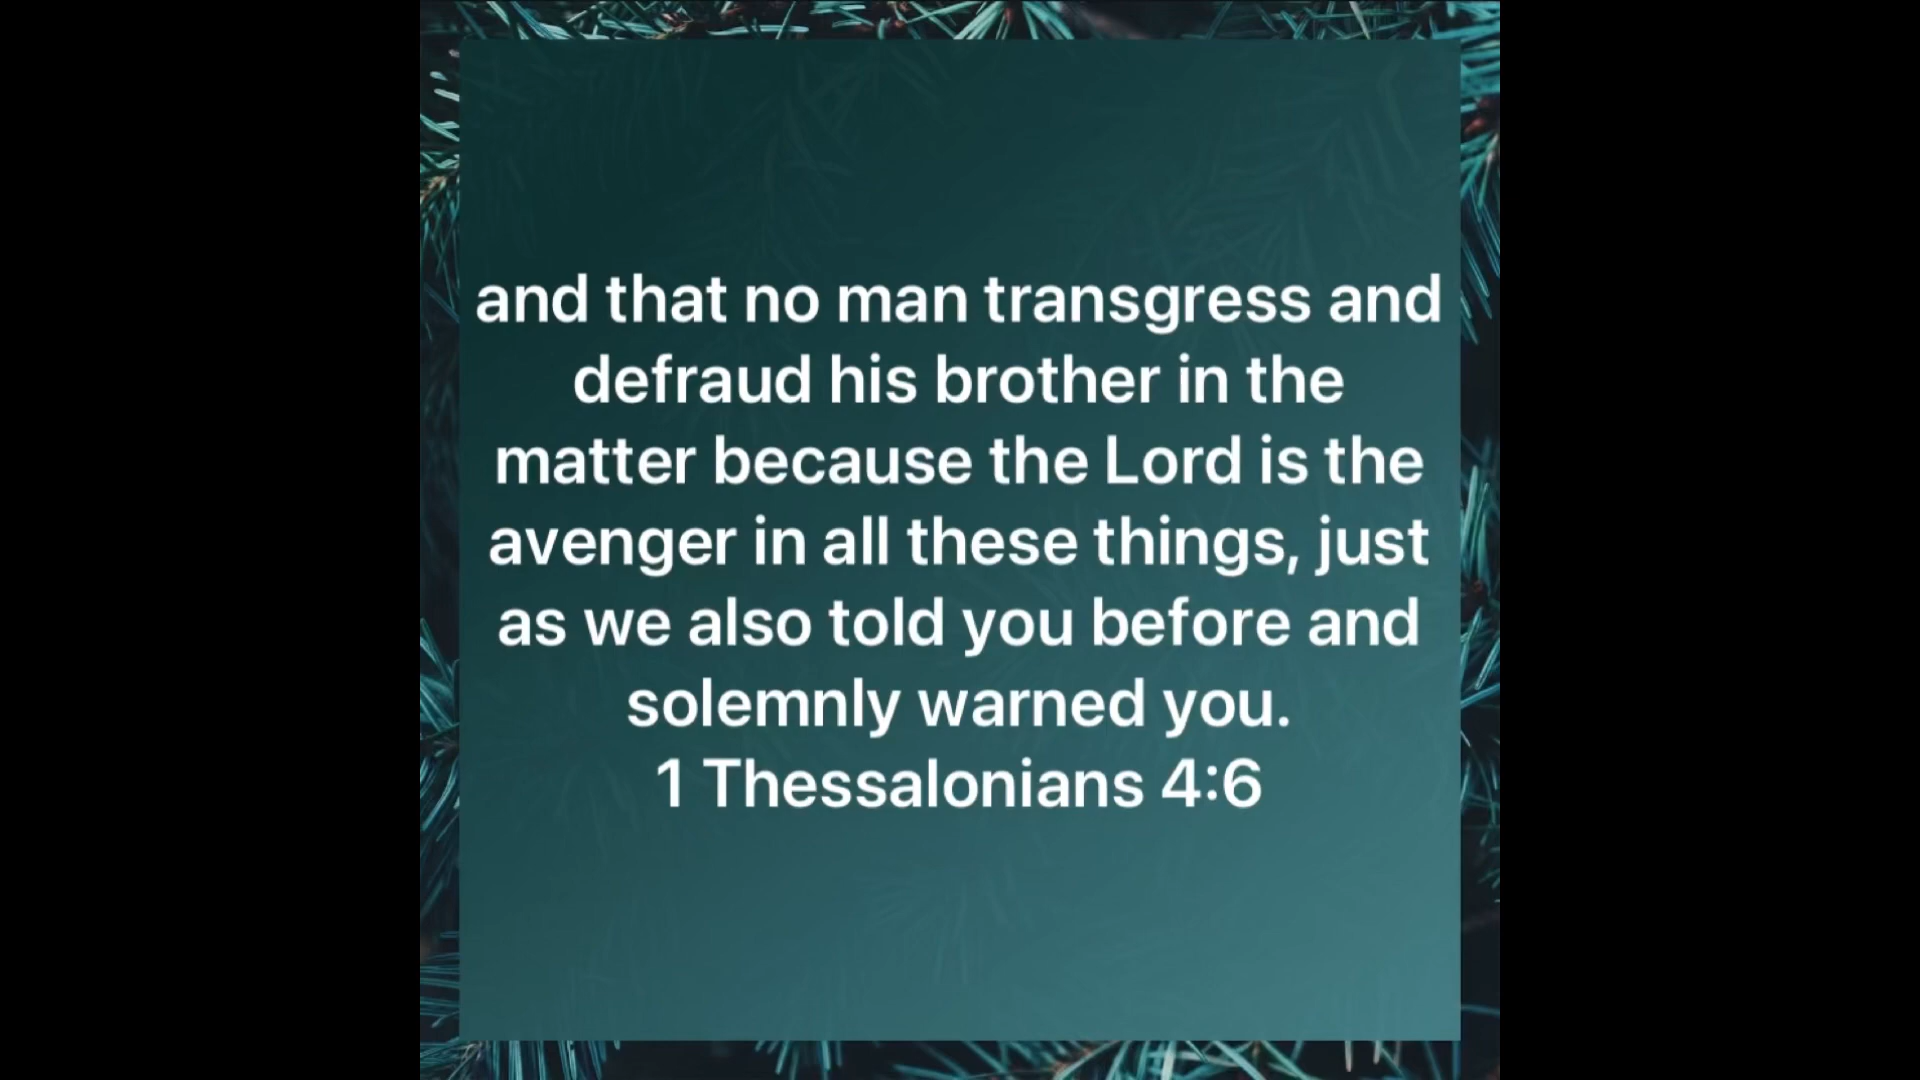 and that no man transgress and
defraud his brother in the
matter because the Lord is the
avenger in all these things, just
as we also told you before and
solemnly warned you.
1 Thessalonians 4:6